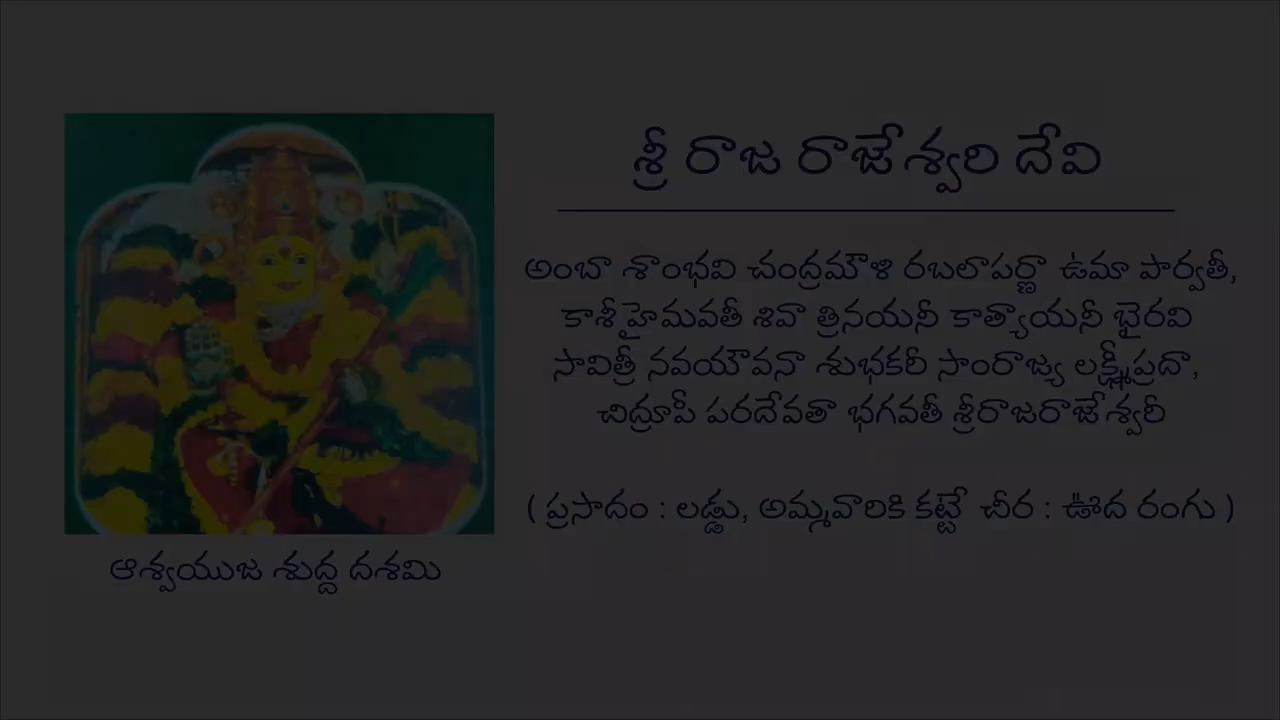 శ్రీ రాజ రాజేశ్వరి దేవి
అంబా శాంభవి చంద్రమౌళి రబలాపర్ణా ఉమా పార్వతీ,
కాశీహైమవతీ శివా త్రినయనీ కాత్యాయనీ భైరవి
సావిత్రీ నవయౌవనా శుభకరీ సాంరాజ్య లక్ష్మీప్రదా,
చిద్రూపీ పరదేవతా భగవతీ శ్రీరాజరాజేశ్వరీ
( ప్రసాదం : లడ్డు, అమ్మవారికి కట్టే చీర : ఊద రంగు )
ఆశ్వయుజ శుద్ద దశమి